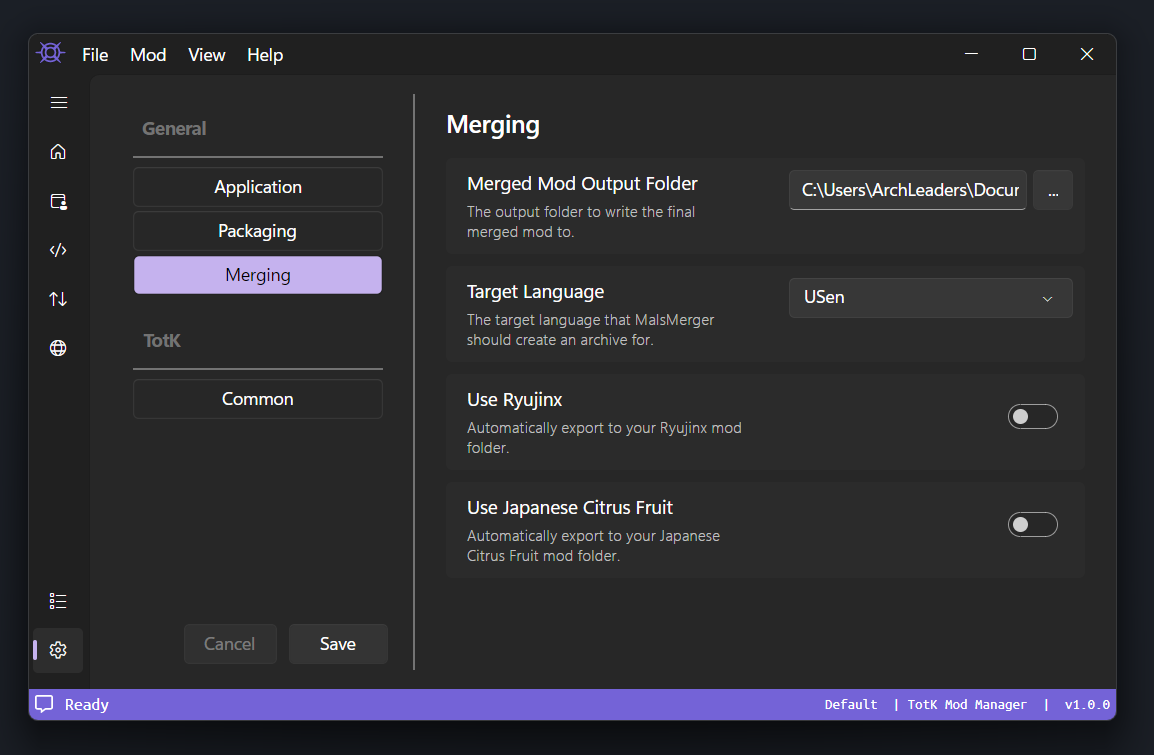 File Mod View Help
General
Application
Packaging
Merging
TotK
Common
Cancel Save
Merging
Merged Mod Output Folder
The output folder to write the final
merged mod to.
C:\Users\ArchLeaders\Docur
...
Target Language
The target language that MalsMerger
should create an archive for.
USen
Use Ryujinx
Automatically export to your Ryujinx mod
folder.
Use Japanese Citrus Fruit
Automatically export to your Japanese
Citrus Fruit mod folder.
Ready
Default | TotK Mod Manager | v1.0.0